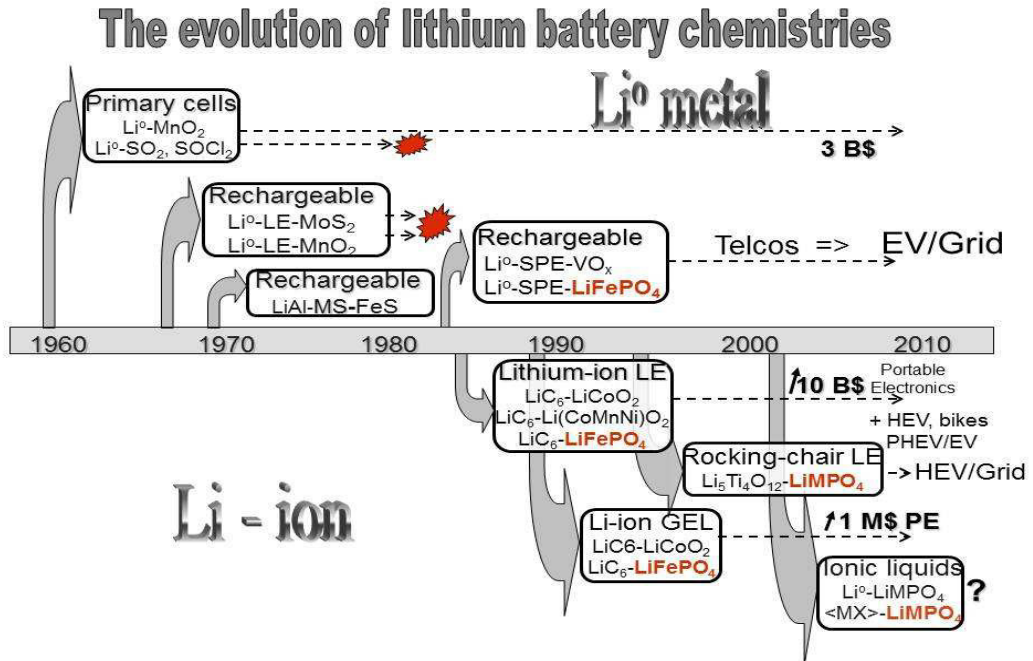 The evolution of lithium battery chemistries
Li° metal
Primary cells
Li°-MnO₂
Li°-SO₂, SOCl₂
3 B$
Rechargeable
Li°-LE-MoS₂
Li°-LE-MnO₂
Rechargeable
Li°-SPE-VOₓ
Li°-SPE-LiFePO₄
Telcos => EV/Grid
Rechargeable
LiAl-MS-FeS
1960 1970 1980 1990 2000 2010
Lithium-ion LE
LiC₆-LiCoO₂
LiC₆-Li(CoMnNi)O₂
LiC₆-LiFePO₄
10 B$
Portable
Electronics
+ HEV, bikes
PHEV/EV
Rocking-chair LE
Li₅Ti₄O₁₂-LiMPO₄
HEV/Grid
Li - ion
Li-ion GEL
LiC6-LiCoO₂
LiC₆-LiFePO₄
1 M$ PE
Ionic liquids
Li°-LiMPO₄
<MX>-LiMPO₄
?